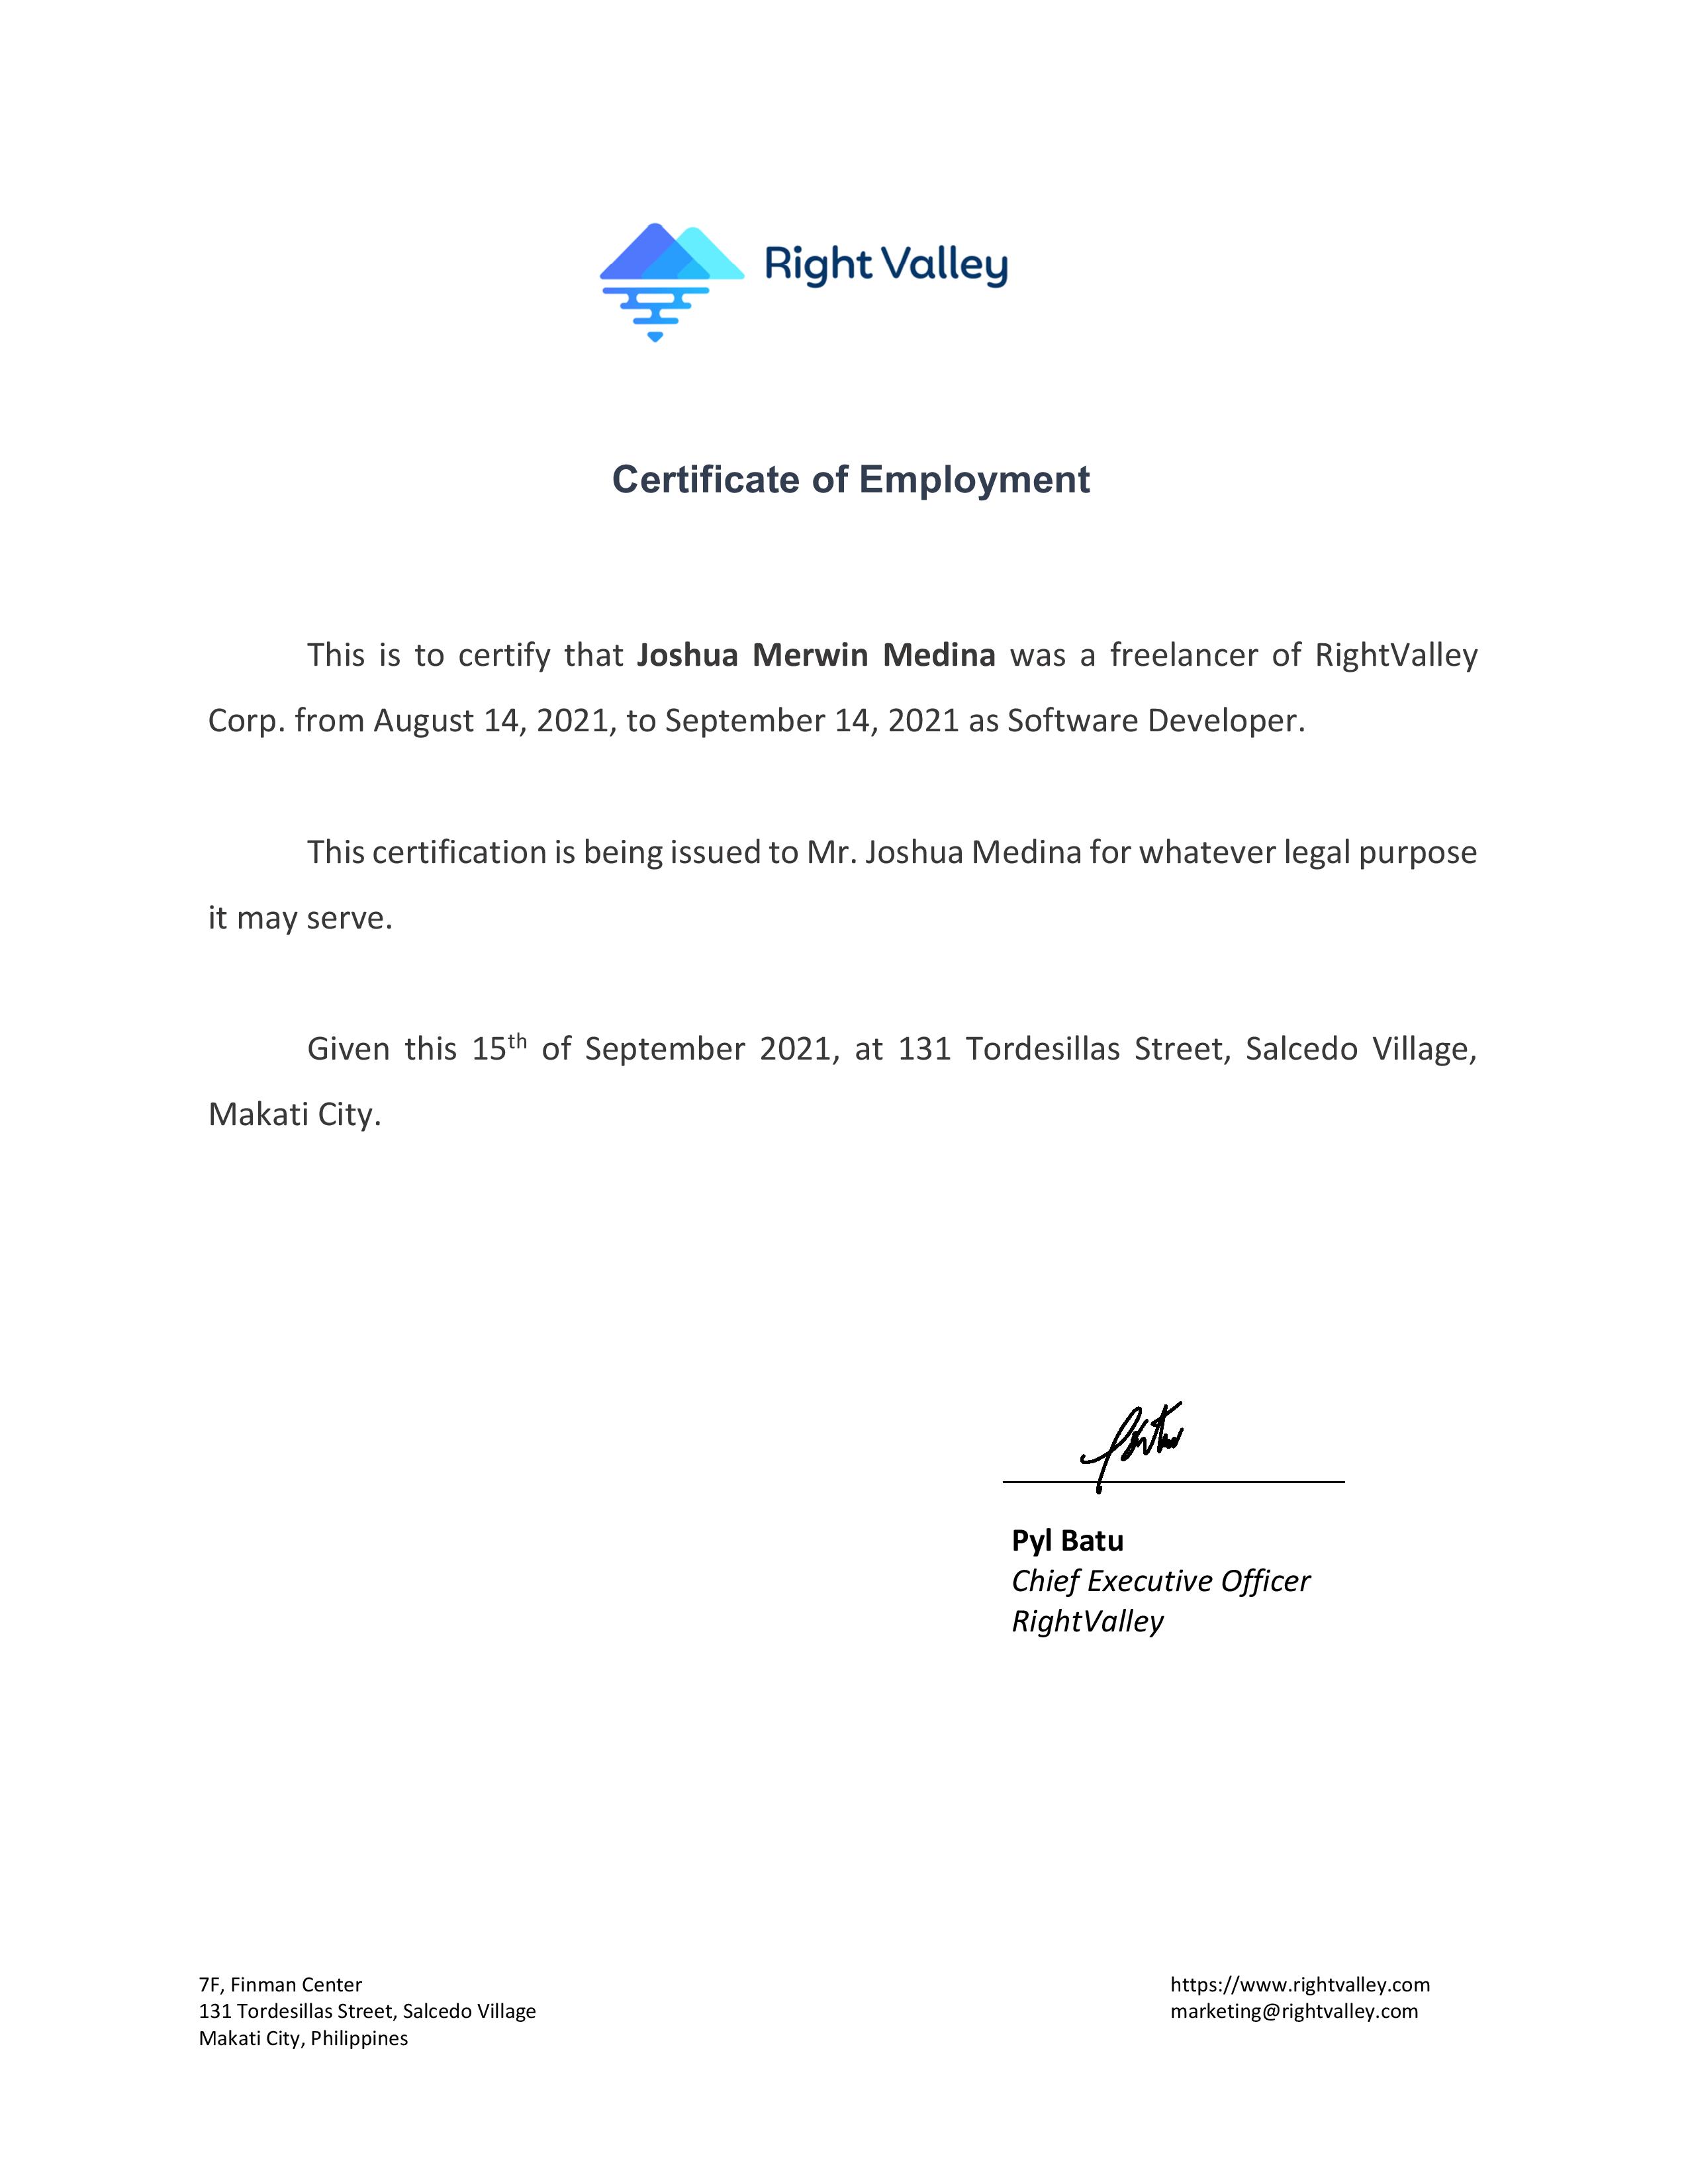 Right Valley
Certificate of Employment
This is to certify that Joshua Merwin Medina was a freelancer of RightValley
Corp. from August 14, 2021, to September 14, 2021 as Software Developer.
This certification is being issued to Mr. Joshua Medina for whatever legal purpose
it may serve.
Given this 15th of September 2021, at 131 Tordesillas Street, Salcedo Village,
Makati City.
Pyl Batu
Chief Executive Officer
RightValley
7F, Finman Center
131 Tordesillas Street, Salcedo Village
Makati City, Philippines
https://www.rightvalley.com
marketing@rightvalley.com